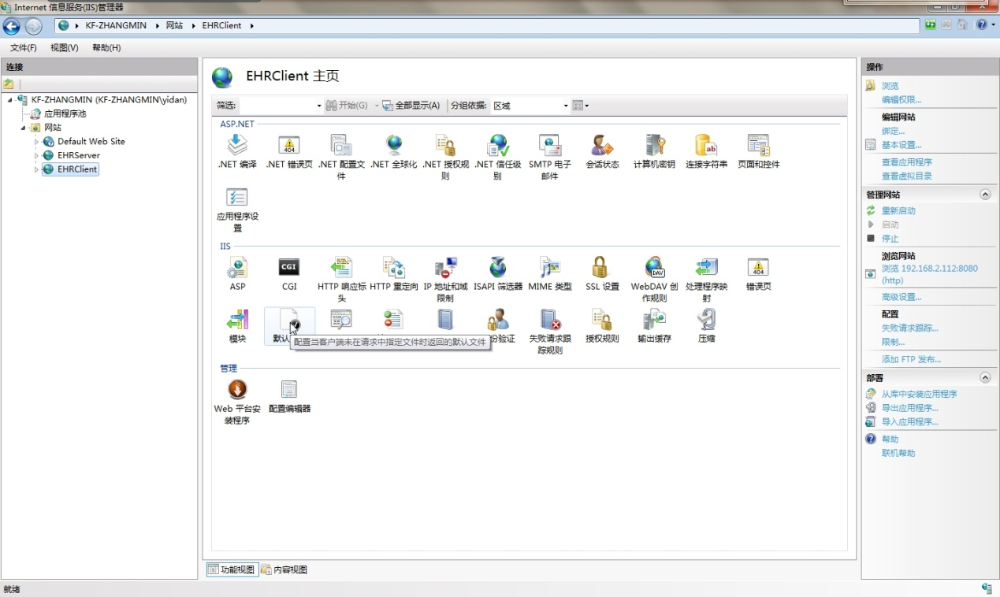 Internet 信息服务(IIS)管理器
KF-ZHANGMIN 网站 EHRClient
文件(F) 视图(V) 帮助(H)
连接
KF-ZHANGMIN (KF-ZHANGMIN\yidan)
应用程序池
网站
Default Web Site
EHRServer
EHRClient
EHRClient 主页
筛选: 开始(G) 全部显示(A) 分组依据: 区域
ASP.NET
.NET 编译 .NET 错误页 .NET 配置文 .NET 全球化 .NET 授权规 .NET 信任级 SMTP 电子 会话状态 计算机密钥 连接字符串 页面和控件
件 则 别 邮件
应用程序设
置
IIS
ASP CGI HTTP 响应标 HTTP 重定向 IP 地址和域 ISAPI 筛选器 MIME 类型 SSL 设置 WebDAV 创 处理程序映 错误页
头 限制 作规则 射
模块 默认 份验证 失败请求跟 授权规则 输出缓存 压缩
配置当客户端未在请求中指定文件时返回的默认文件
踪规则
管理
Web 平台安 配置编辑器
装程序
功能视图 内容视图
操作
浏览
编辑权限...
编辑网站
绑定...
基本设置...
查看应用程序
查看虚拟目录
管理网站
重新启动
启动
停止
浏览网站
浏览 192.168.2.112:8080
(http)
高级设置...
配置
失败请求跟踪...
限制...
添加 FTP 发布...
部署
从库中安装应用程序
导出应用程序...
导入应用程序...
帮助
联机帮助
就绪